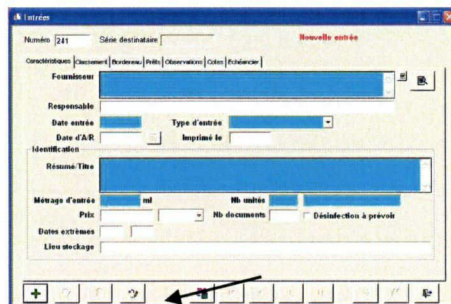 Entrées
Numéro 241 Série destinataire Nouvelle entrée
Caractéristiques Classement Bordereau Prêts Observations Cotes Echéancier
Fournisseur
Responsable
Date entrée Type d'entrée
Date d'A/R Imprimé le
Identification
Résumé/Titre
Métrage d'entrée ml Nb unités
Prix Nb documents Désinfection à prévoir
Dates extrêmes
Lieu stockage